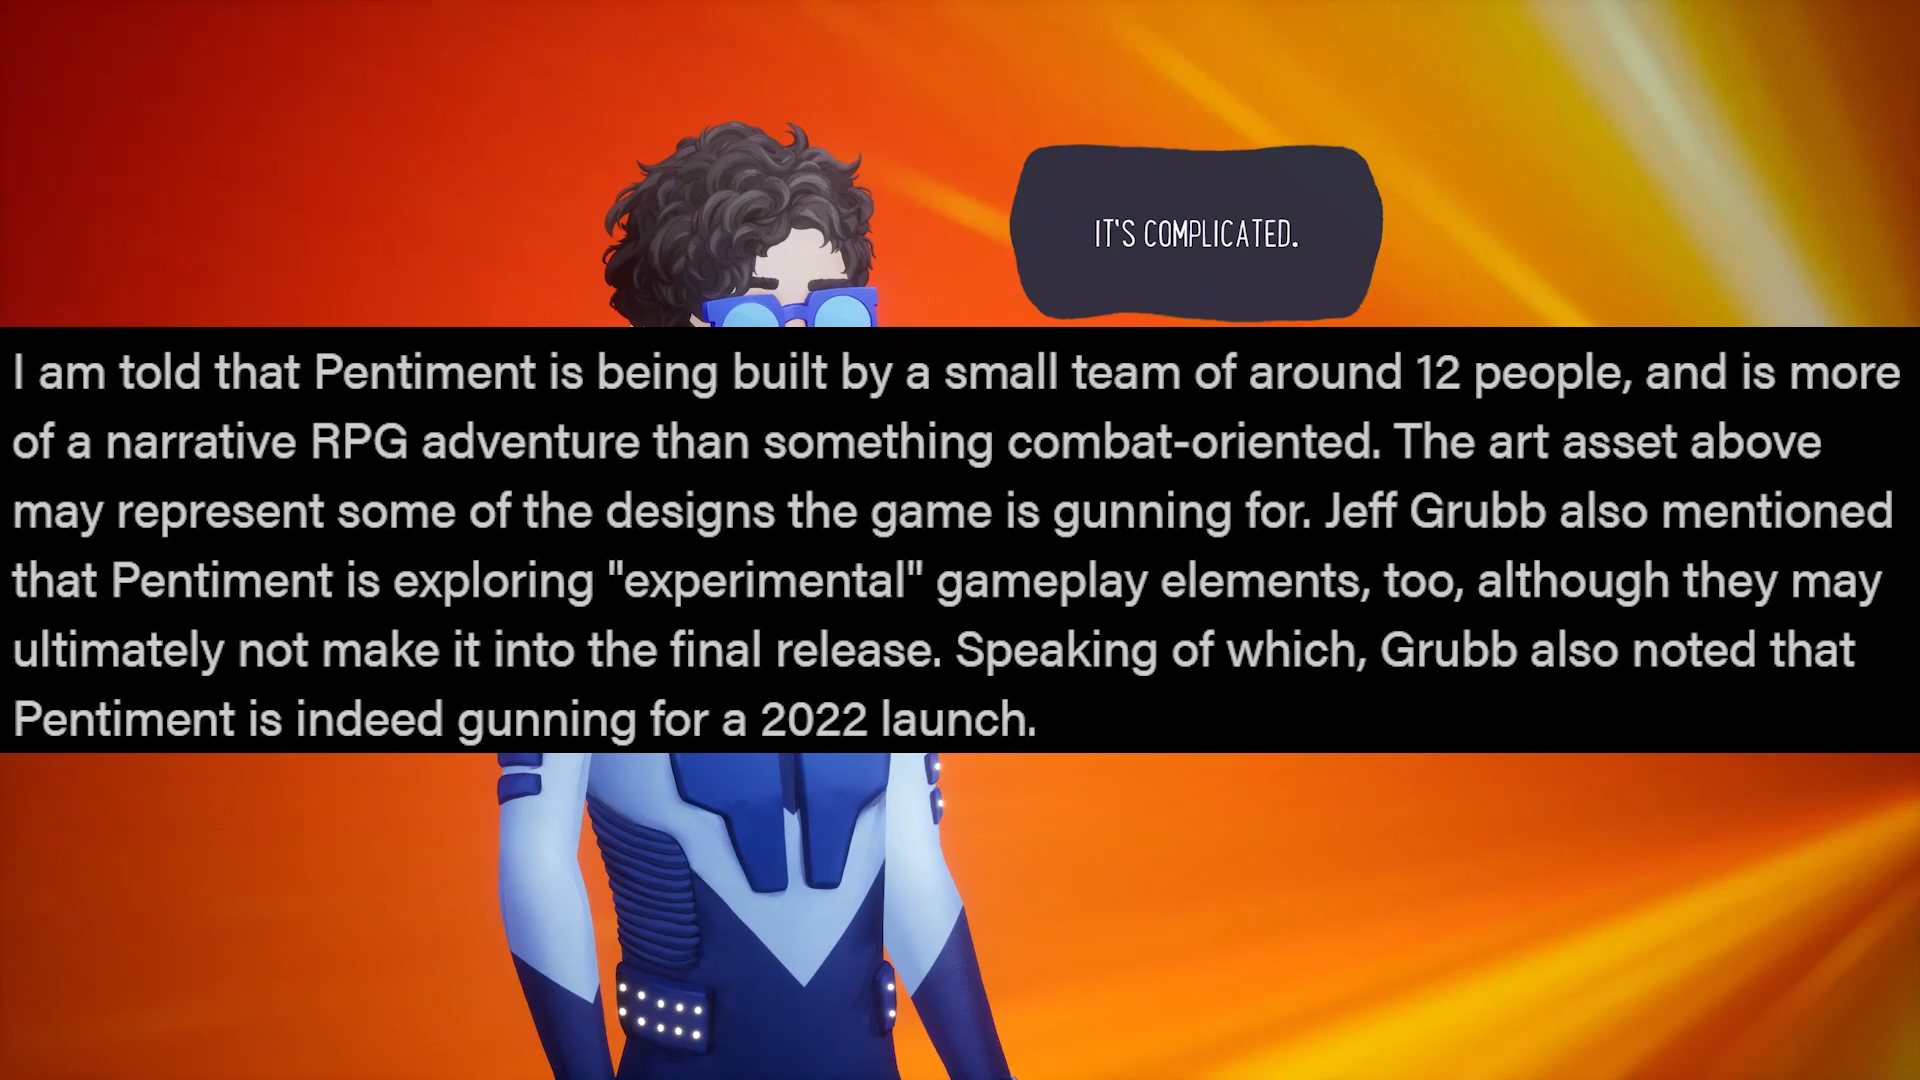 IT'S COMPLICATED.
I am told that Pentiment is being built by a small team of around 12 people, and is more
of a narrative RPG adventure than something combat-oriented. The art asset above
may represent some of the designs the game is gunning for. Jeff Grubb also mentioned
that Pentiment is exploring "experimental" gameplay elements, too, although they may
ultimately not make it into the final release. Speaking of which, Grubb also noted that
Pentiment is indeed gunning for a 2022 launch.